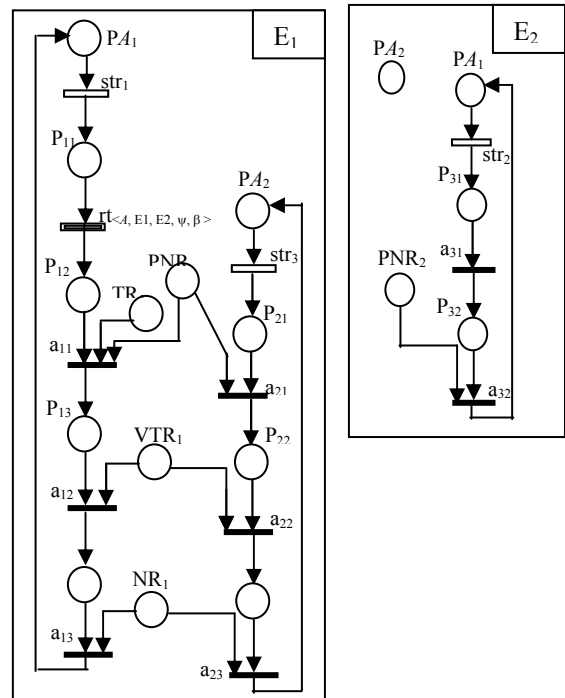 E₁
PA₁
str₁
P₁₁
rt<A, E1, E2, ψ, β >
P₁₂
TR
a₁₁
P₁₃
a₁₂
a₁₃
PNR
VTR₁
NR₁
PA₂
str₃
P₂₁
a₂₁
P₂₂
a₂₂
a₂₃
E₂
PA₂
PA₁
str₂
P₃₁
a₃₁
PNR₂
P₃₂
a₃₂